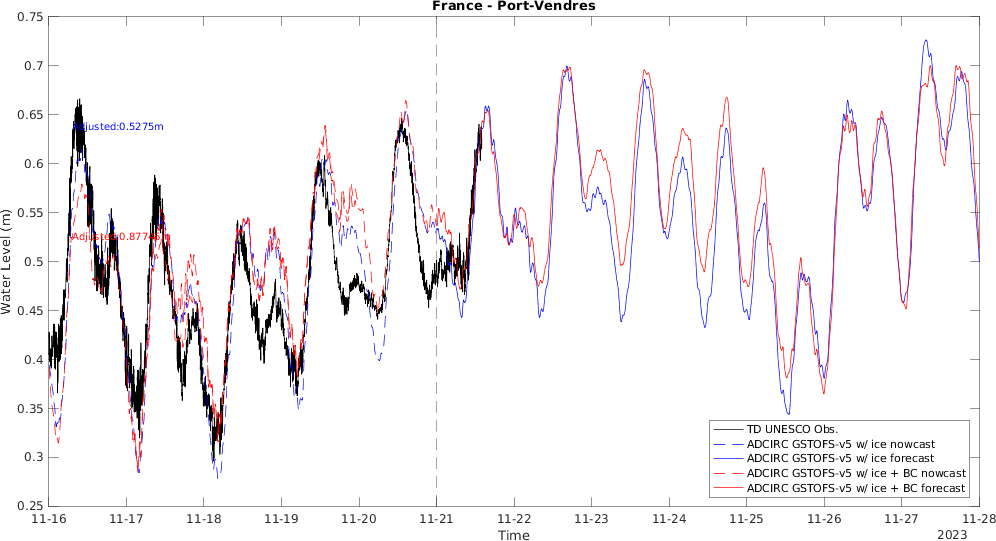 France - Port-Vendres
0.75
0.7
0.65
0.6
0.55
0.5
0.45
0.4
0.35
0.3
0.25
Water Level (m)
Adjusted:0.5275m
TD UNESCO Obs.
ADCIRC GSTOFS-v5 w/ ice nowcast
ADCIRC GSTOFS-v5 w/ ice forecast
ADCIRC GSTOFS-v5 w/ ice + BC nowcast
ADCIRC GSTOFS-v5 w/ ice + BC forecast
11-16 11-17 11-18 11-19 11-20 11-21 11-22 11-23 11-24 11-25 11-26 11-27 11-28
Time
2023